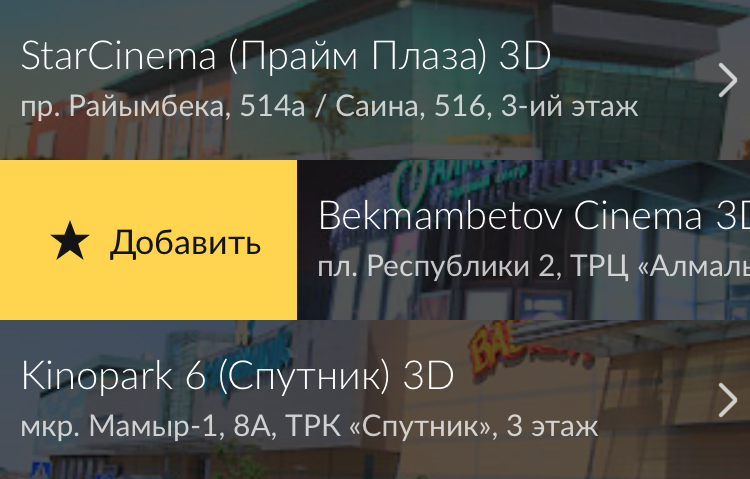 StarCinema (Прайм Плаза) 3D
пр. Райымбека, 514а / Саина, 516, 3-ий этаж
★ Добавить
Bekmambetov Cinema 3D
пл. Республики 2, ТРЦ «Алмалы
Kinopark 6 (Спутник) 3D
мкр. Мамыр-1, 8А, ТРК «Спутник», 3 этаж